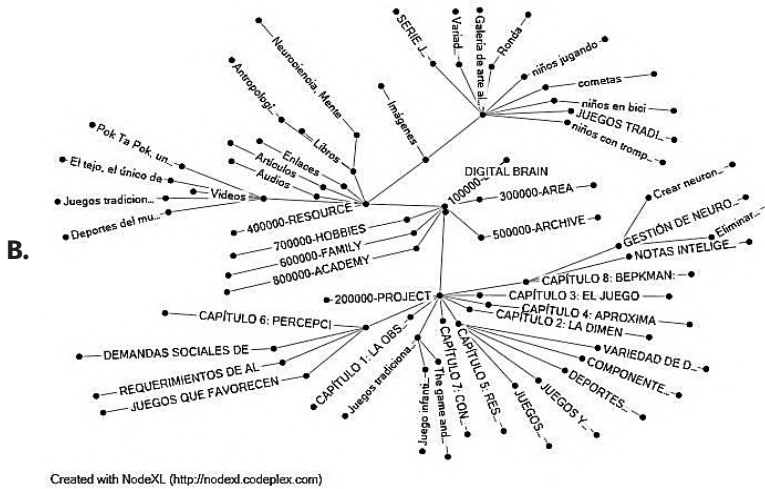 B.
SERIE J...
Variad...
Galería de arte al...
Ronda
niños jugando
cometas
niños en bici
JUEGOS TRADI...
niños con tromp...
Neurociencia, Mente
Antropologí...
Libros
Imágenes
Enlaces
Artículos
Audios
Pok Ta Pok, un...
El tejo, el único de
Videos
Juegos tradicion...
Deportes del mu...
DIGITAL BRAIN
100000-
300000-AREA
500000-ARCHIVE
400000-RESOURCE
700000-HOBBIES
600000-FAMILY
800000-ACADEMY
Crear neuron...
GESTIÓN DE NEURO...
Eliminar...
NOTAS INTELIGE...
CAPÍTULO 8: BEPKMAN:
200000-PROJECT
CAPÍTULO 3: EL JUEGO
CAPÍTULO 4: APROXIMA
CAPÍTULO 2: LA DIMEN
CAPÍTULO 6: PERCEPCI
DEMANDAS SOCIALES DE
REQUERIMIENTOS DE AL
JUEGOS QUE FAVORECEN
CAPÍTULO 1: LA OBS...
Juegos tradiciona...
Juego infanti...
The game and...
CAPÍTULO 7: CON...
CAPÍTULO 5: RES...
VARIEDAD DE D...
COMPONENTE...
DEPORTES...
JUEGOS Y...
JUEGOS...
Created with NodeXL (http://nodexl.codeplex.com)